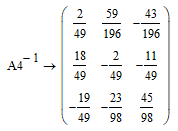 A4⁻¹ → ( 2/49 59/196 -43/196
18/49 -2/49 -11/49
-19/49 -23/98 45/98 )